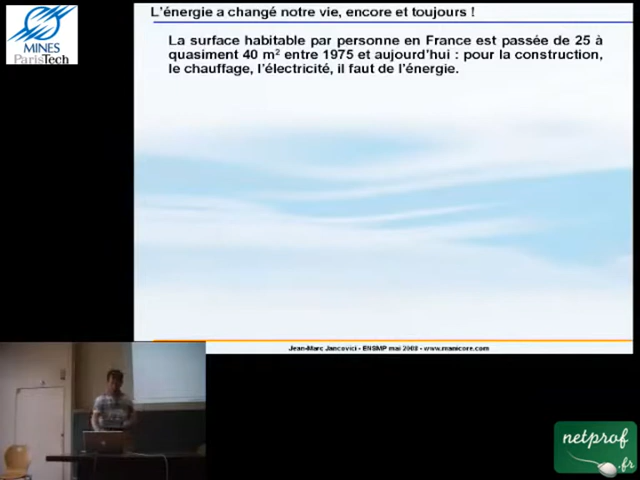 MINES
ParisTech
L'énergie a changé notre vie, encore et toujours !
La surface habitable par personne en France est passée de 25 à
quasiment 40 m² entre 1975 et aujourd'hui : pour la construction,
le chauffage, l'électricité, il faut de l'énergie.
Jean-Marc Jancovici - ENSMP mai 2008 - www.manicore.com
netprof
.fr